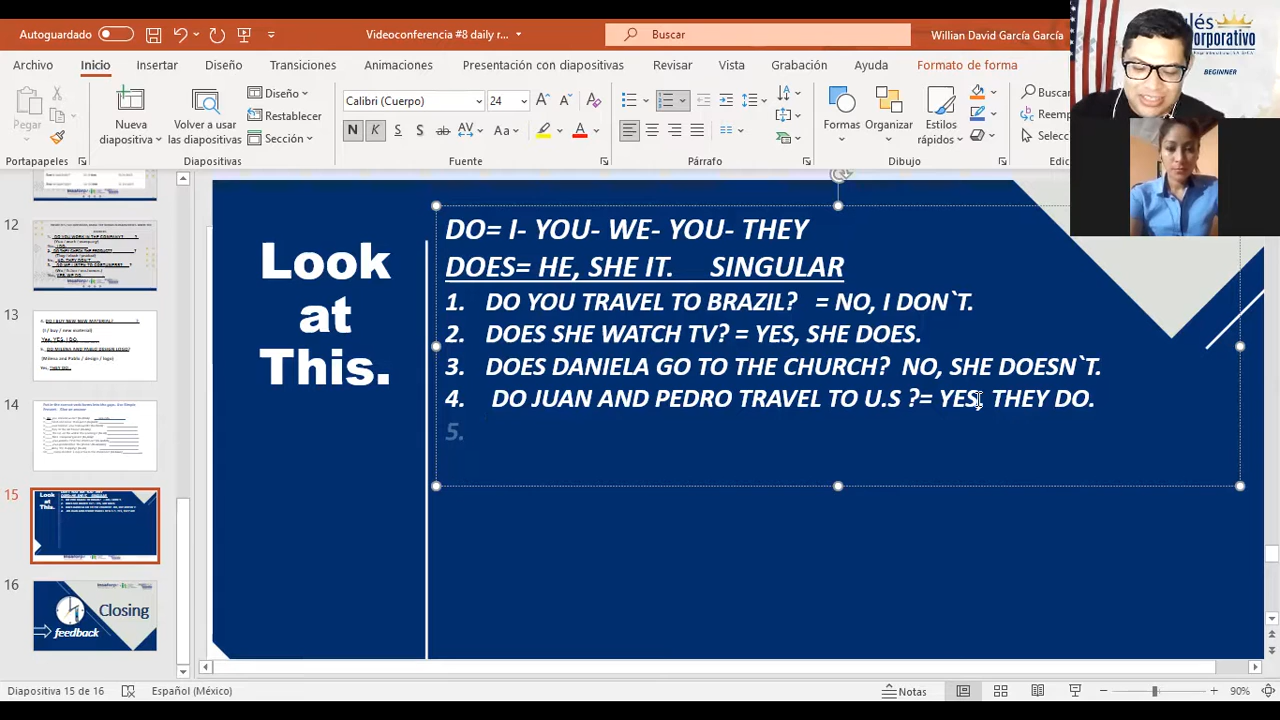 Autoguardado
Videoconferencia #8 daily r...
Buscar
Willian David García García
Archivo
Inicio
Insertar
Diseño
Transiciones
Animaciones
Presentación con diapositivas
Revisar
Vista
Grabación
Ayuda
Formato de forma
Pegar
Nueva
diapositiva
Volver a usar
las diapositivas
Diseño
Restablecer
Sección
Calibri (Cuerpo)
24
N K S S ab AV Aa A
Formas
Organizar
Estilos
rápidos
Buscar
Portapapeles
Diapositivas
Fuente
Párrafo
Dibujo
BEGINNER
12
13
14
15
16
Look
at
This.
DO= I- YOU- WE- YOU- THEY
DOES= HE, SHE IT. SINGULAR
1. DO YOU TRAVEL TO BRAZIL? = NO, I DON`T.
2. DOES SHE WATCH TV? = YES, SHE DOES.
3. DOES DANIELA GO TO THE CHURCH? NO, SHE DOESN`T.
4. DO JUAN AND PEDRO TRAVEL TO U.S ?= YES, THEY DO.
5.
Closing
feedback
Diapositiva 15 de 16
Español (México)
Notas
90%